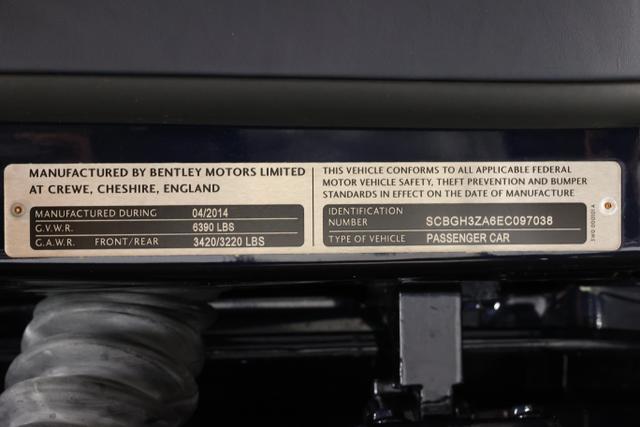 MANUFACTURED BY BENTLEY MOTORS LIMITED
AT CREWE, CHESHIRE, ENGLAND
MANUFACTURED DURING 04/2014
G.V.W.R. 6390 LBS
G.A.W.R. FRONT/REAR 3420/3220 LBS
THIS VEHICLE CONFORMS TO ALL APPLICABLE FEDERAL
MOTOR VEHICLE SAFETY, THEFT PREVENTION AND BUMPER
STANDARDS IN EFFECT ON THE DATE OF MANUFACTURE
IDENTIFICATION
NUMBER SCBGH3ZA6EC097038
TYPE OF VEHICLE PASSENGER CAR